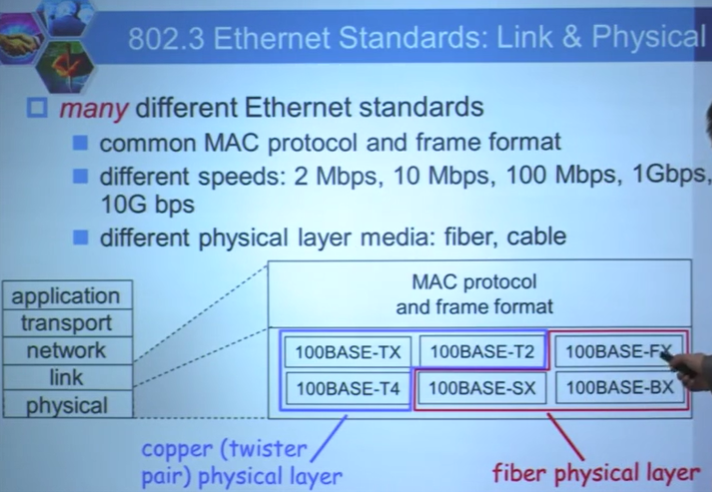 802.3 Ethernet Standards: Link & Physical
many different Ethernet standards
common MAC protocol and frame format
different speeds: 2 Mbps, 10 Mbps, 100 Mbps, 1Gbps,
10G bps
different physical layer media: fiber, cable
application
transport
network
link
physical
MAC protocol
and frame format
100BASE-TX
100BASE-T2
100BASE-FX
100BASE-T4
100BASE-SX
100BASE-BX
copper (twister
pair) physical layer
fiber physical layer